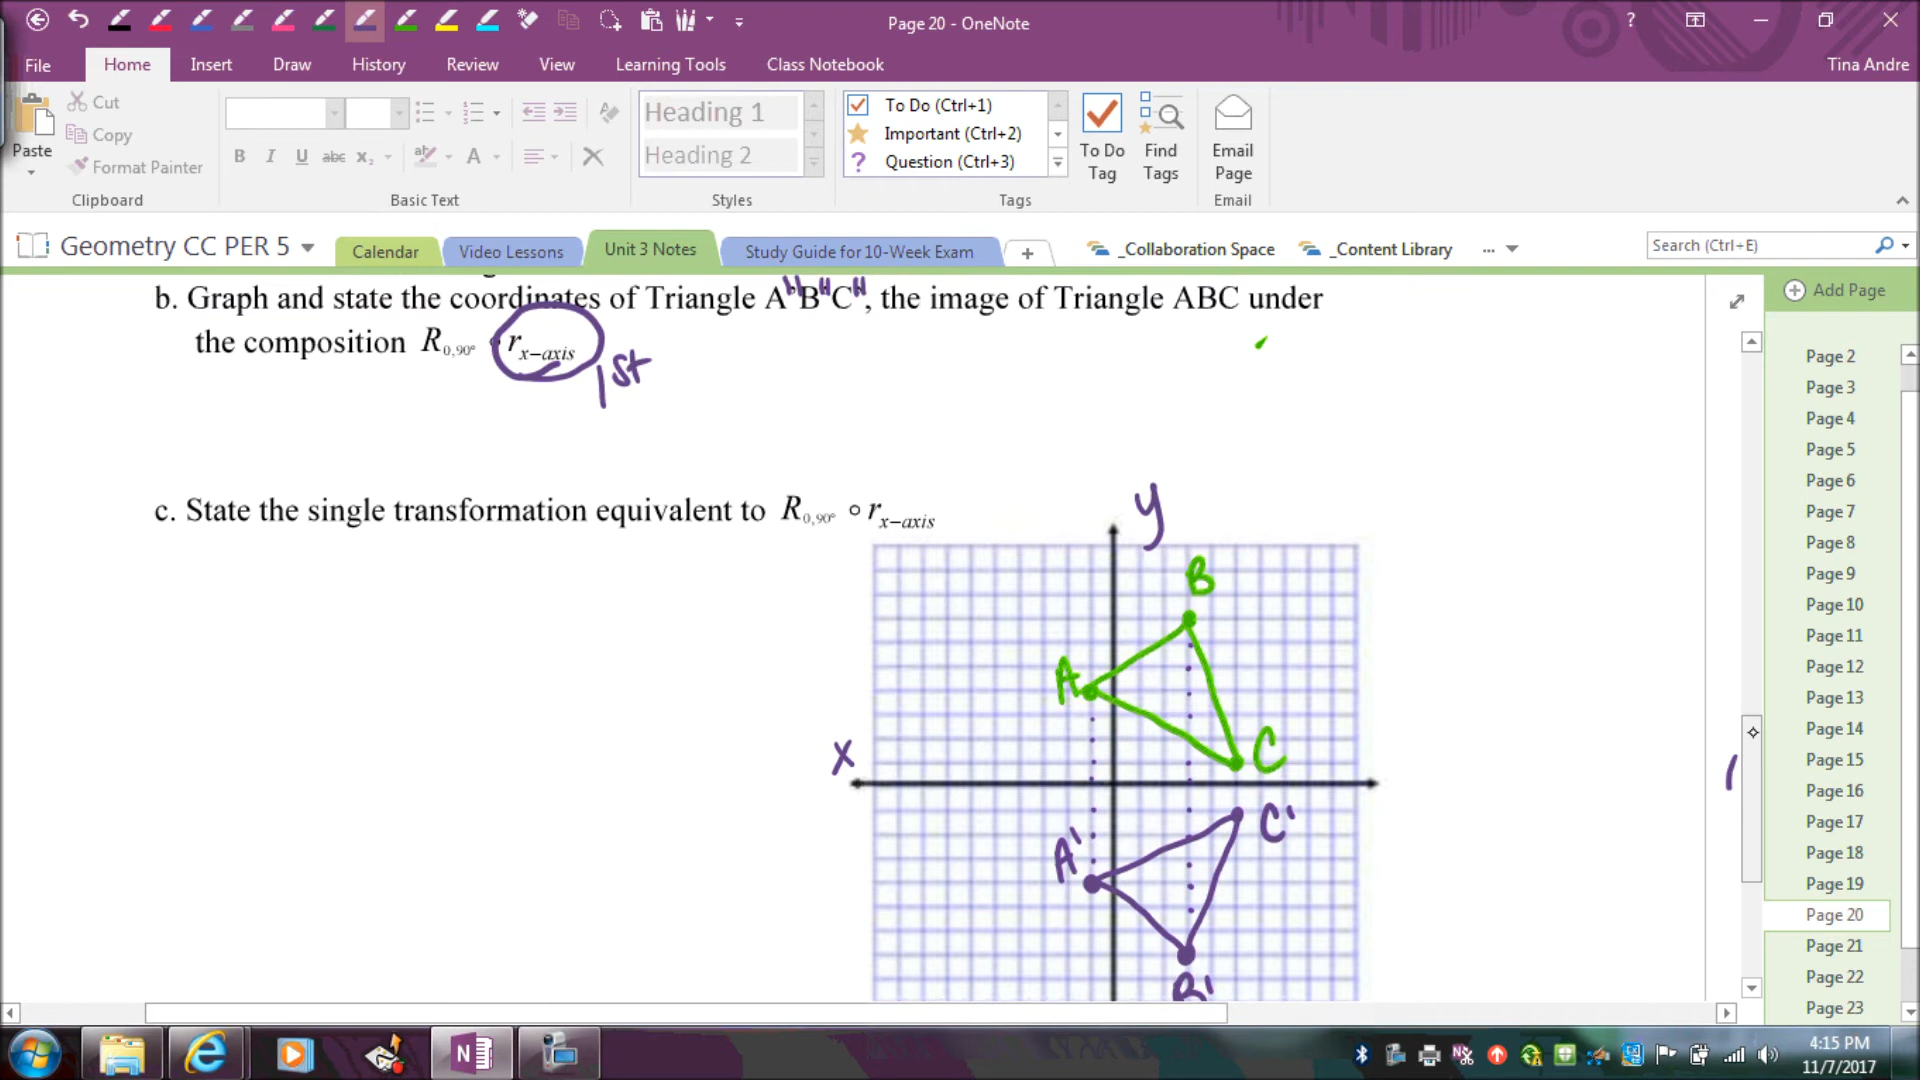 Page 20 - OneNote
?
File Home Insert Draw History Review View Learning Tools Class Notebook
Tina Andre
Paste
Cut
Copy
Format Painter
Clipboard
B I U abc x₂ ab A
Basic Text
Heading 1
Heading 2
Styles
To Do (Ctrl+1)
Important (Ctrl+2)
? Question (Ctrl+3)
To Do Tag
Find Tags
Tags
Email Page
Email
Geometry CC PER 5
Calendar Video Lessons Unit 3 Notes Study Guide for 10-Week Exam + _Collaboration Space _Content Library ...
Search (Ctrl+E)
b. Graph and state the coordinates of Triangle A"B"C", the image of Triangle ABC under
the composition R₀,₉₀° ∘ r x-axis
1st
c. State the single transformation equivalent to R₀,₉₀° ∘ r x-axis
y
B
A
C
x
C'
A'
B'
Add Page
Page 2
Page 3
Page 4
Page 5
Page 6
Page 7
Page 8
Page 9
Page 10
Page 11
Page 12
Page 13
Page 14
Page 15
Page 16
Page 17
Page 18
Page 19
Page 20
Page 21
Page 22
Page 23
4:15 PM
11/7/2017